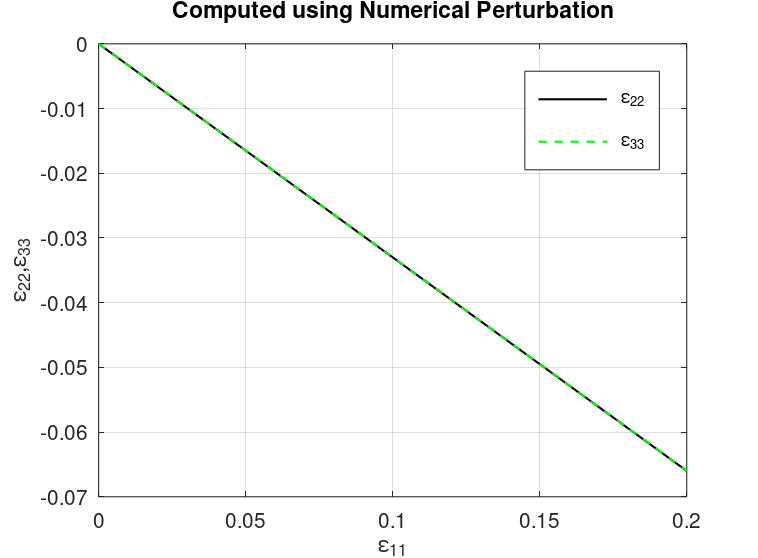 Computed using Numerical Perturbation
0
-0.01
-0.02
-0.03
-0.04
-0.05
-0.06
-0.07
ε22,ε33
ε22
ε33
0 0.05 0.1 0.15 0.2
ε11